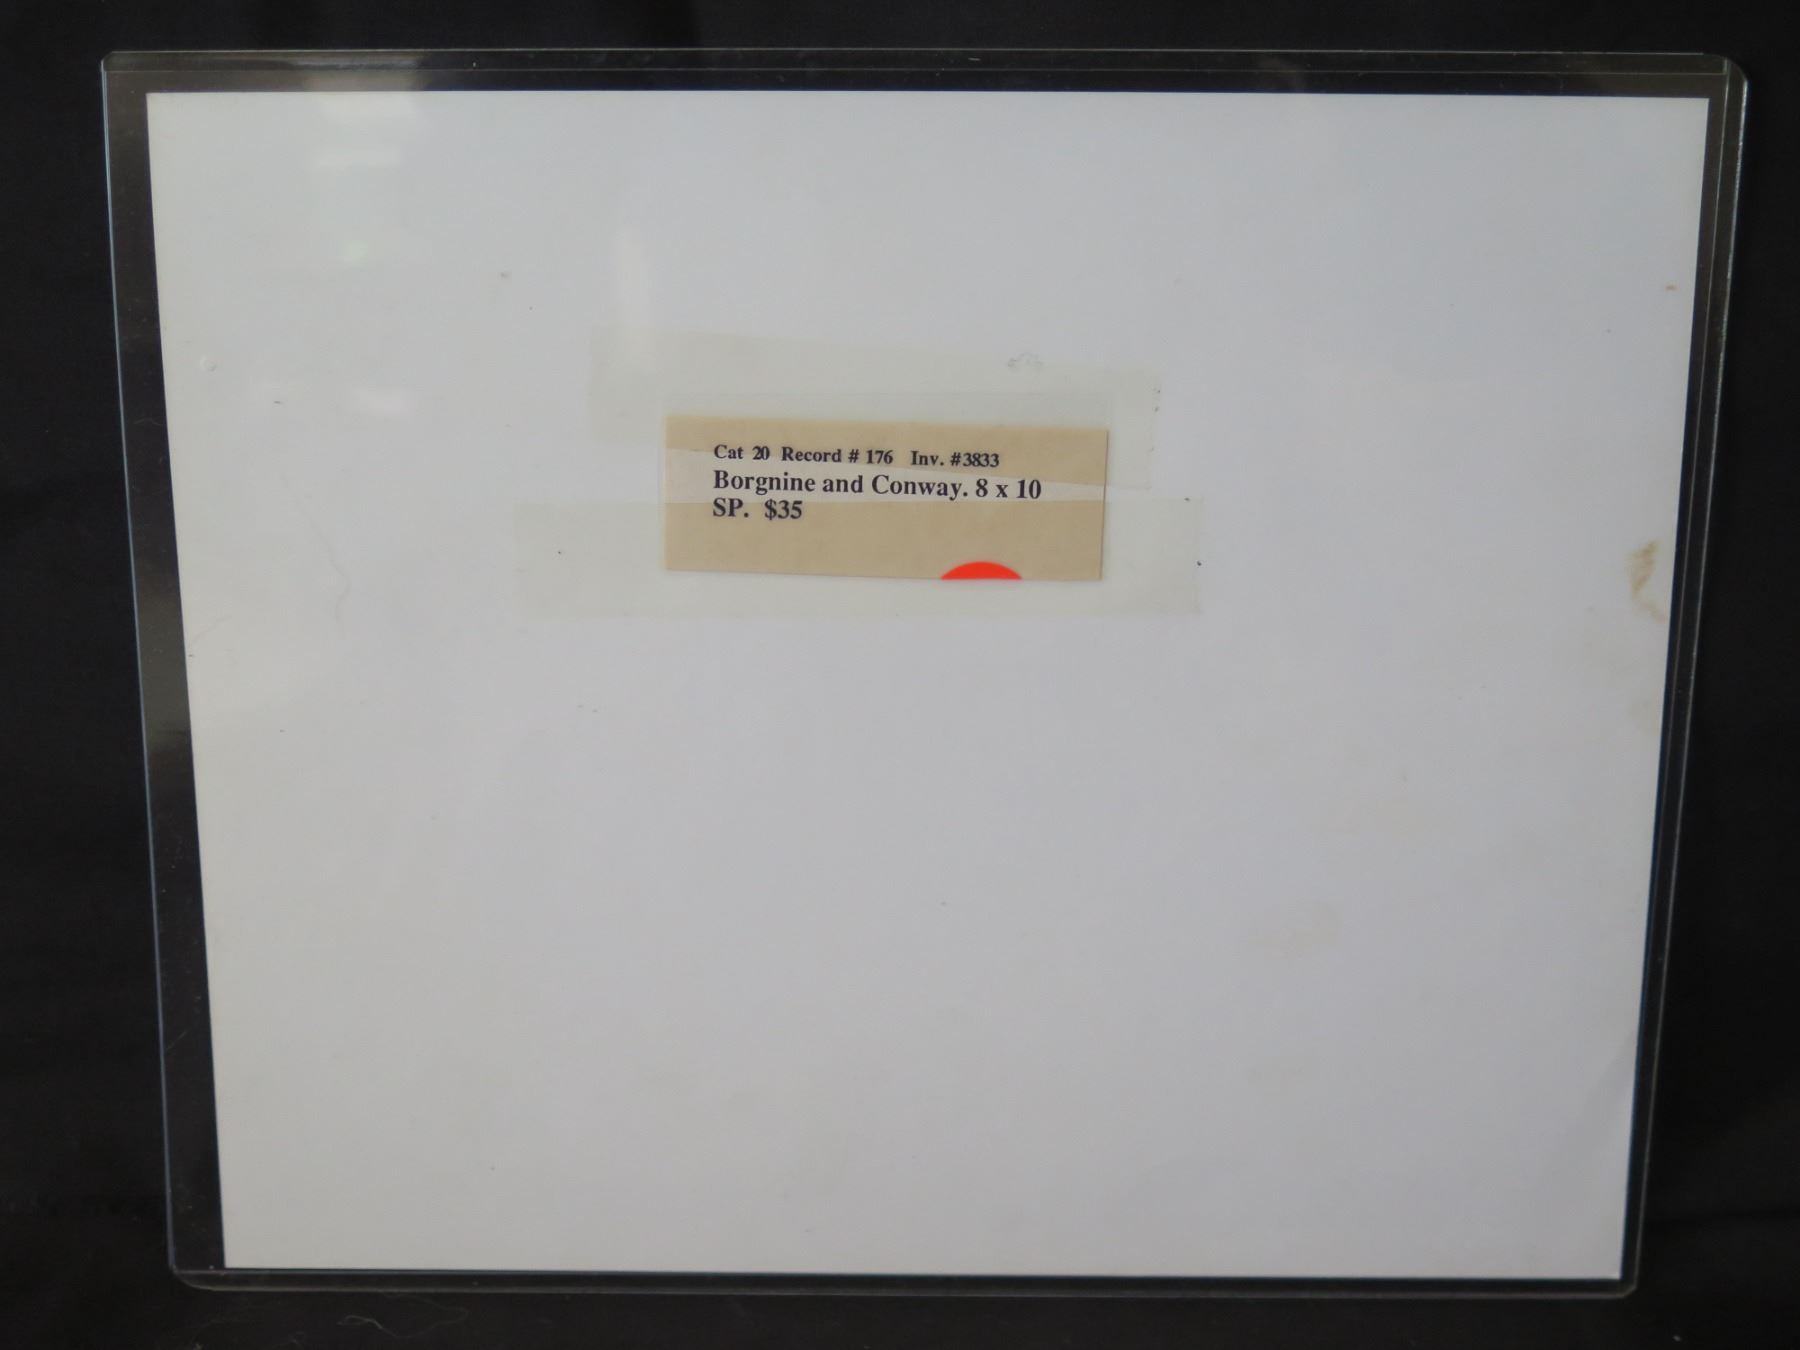 Cat 20 Record # 176 Inv. #3833
Borgnine and Conway. 8 x 10
SP. $35